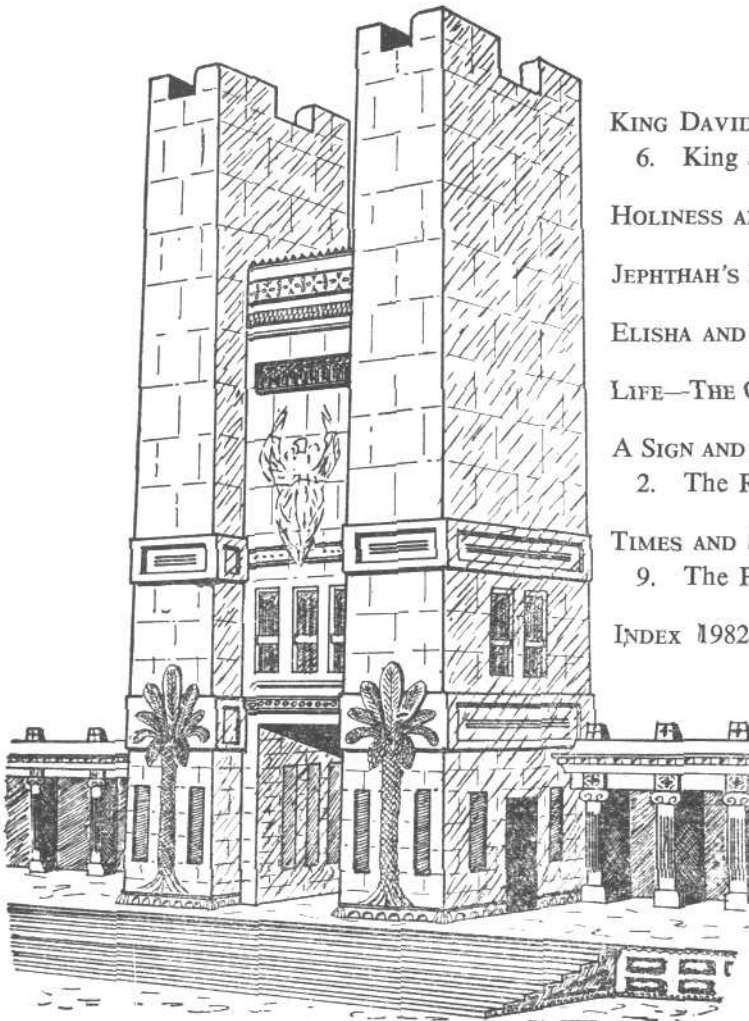 KING DAVID
6. King
HOLINESS
JEPHTHAH'S
ELISHA AND
LIFE—THE
A SIGN AND
2. The
TIMES AND
9. The
INDEX 1982